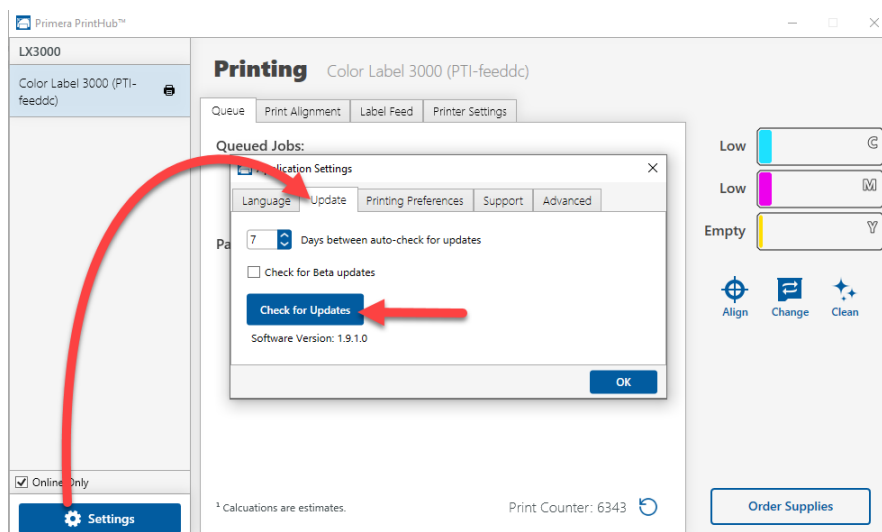 Primera PrintHub™
LX3000
Color Label 3000 (PTI-
feeddc)
Printing Color Label 3000 (PTI-feeddc)
Queue Print Alignment Label Feed Printer Settings
Queued Jobs:
Application Settings
Language Update Printing Preferences Support Advanced
Pa
7 Days between auto-check for updates
Check for Beta updates
Check for Updates
Software Version: 1.9.1.0
OK
Low C
Low M
Empty Y
Align Change Clean
Online Only
Settings
¹ Calcuations are estimates.
Print Counter: 6343
Order Supplies